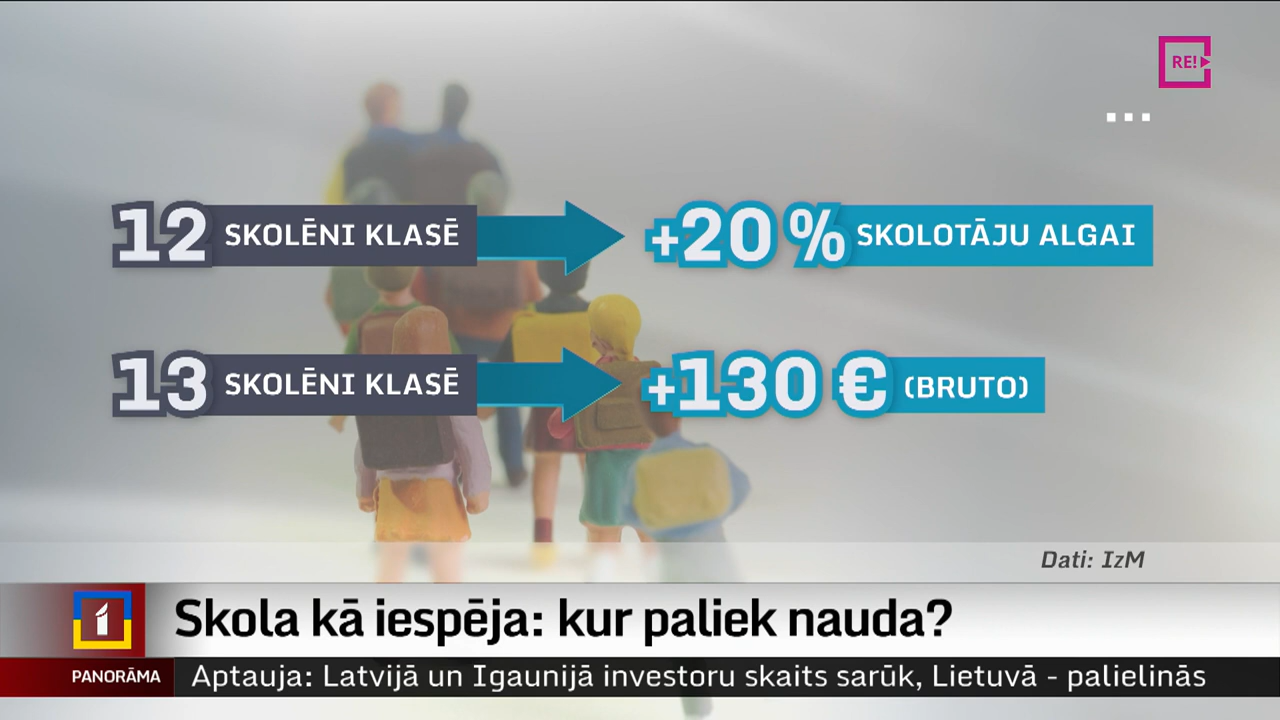 RE!
12 SKOLĒNI KLASĒ +20 % SKOLOTĀJU ALGAI
13 SKOLĒNI KLASĒ +130 € (BRUTO)
Dati: IzM
1 Skola kā iespēja: kur paliek nauda?
PANORĀMA Aptauja: Latvijā un Igaunijā investoru skaits sarūk, Lietuvā - palielinās